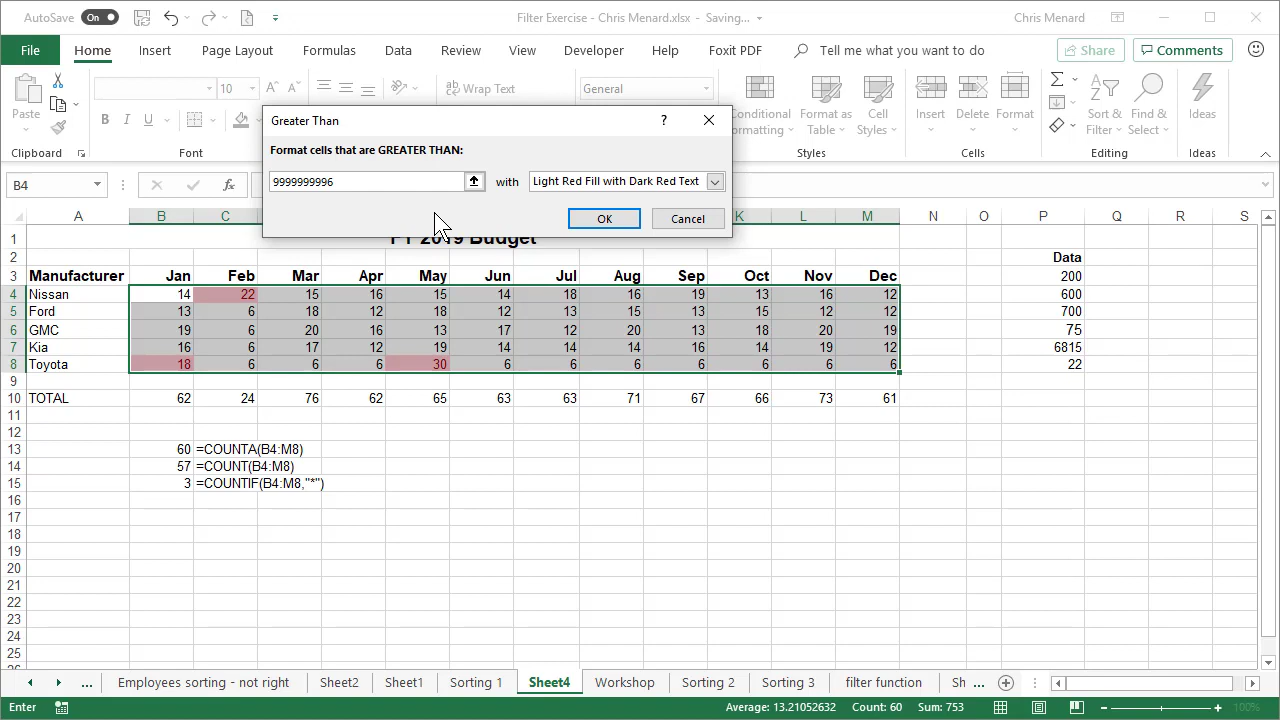 AutoSave On Filter Exercise - Chris Menard.xlsx - Saving... Chris Menard
File Home Insert Draw Page Layout Formulas Data Review View Developer Help Foxit PDF Tell me what you want to do Share Comments
10 Wrap Text General
Paste B I U Conditional Formatting Format as Table Cell Styles Insert Delete Format Sort & Filter Find & Select Ideas
Clipboard Font Styles Cells Editing Ideas
Greater Than ?
Format cells that are GREATER THAN:
9999999996 with Light Red Fill with Dark Red Text
OK Cancel
B4 fx
A B C K L M N O P Q R S
1 FY 2019 Budget
2 Data
3 Manufacturer Jan Feb Mar Apr May Jun Jul Aug Sep Oct Nov Dec 200
4 Nissan 14 22 15 16 15 14 18 16 19 13 16 12 600
5 Ford 13 6 18 12 18 12 13 15 13 15 12 12 700
6 GMC 19 6 20 16 13 17 12 20 13 18 20 19 75
7 Kia 16 6 17 12 19 14 14 14 16 14 19 12 6815
8 Toyota 18 6 6 6 30 6 6 6 6 6 6 6 22
9
10 TOTAL 62 24 76 62 65 63 63 71 67 66 73 61
11
12
13 60 =COUNTA(B4:M8)
14 57 =COUNT(B4:M8)
15 3 =COUNTIF(B4:M8,"*")
16
17
18
19
20
21
22
23
24
25
... Employees sorting - not right Sheet2 Sheet1 Sorting 1 Sheet4 Workshop Sorting 2 Sorting 3 filter function Sh ...
Enter Average: 13.21052632 Count: 60 Sum: 753 100%